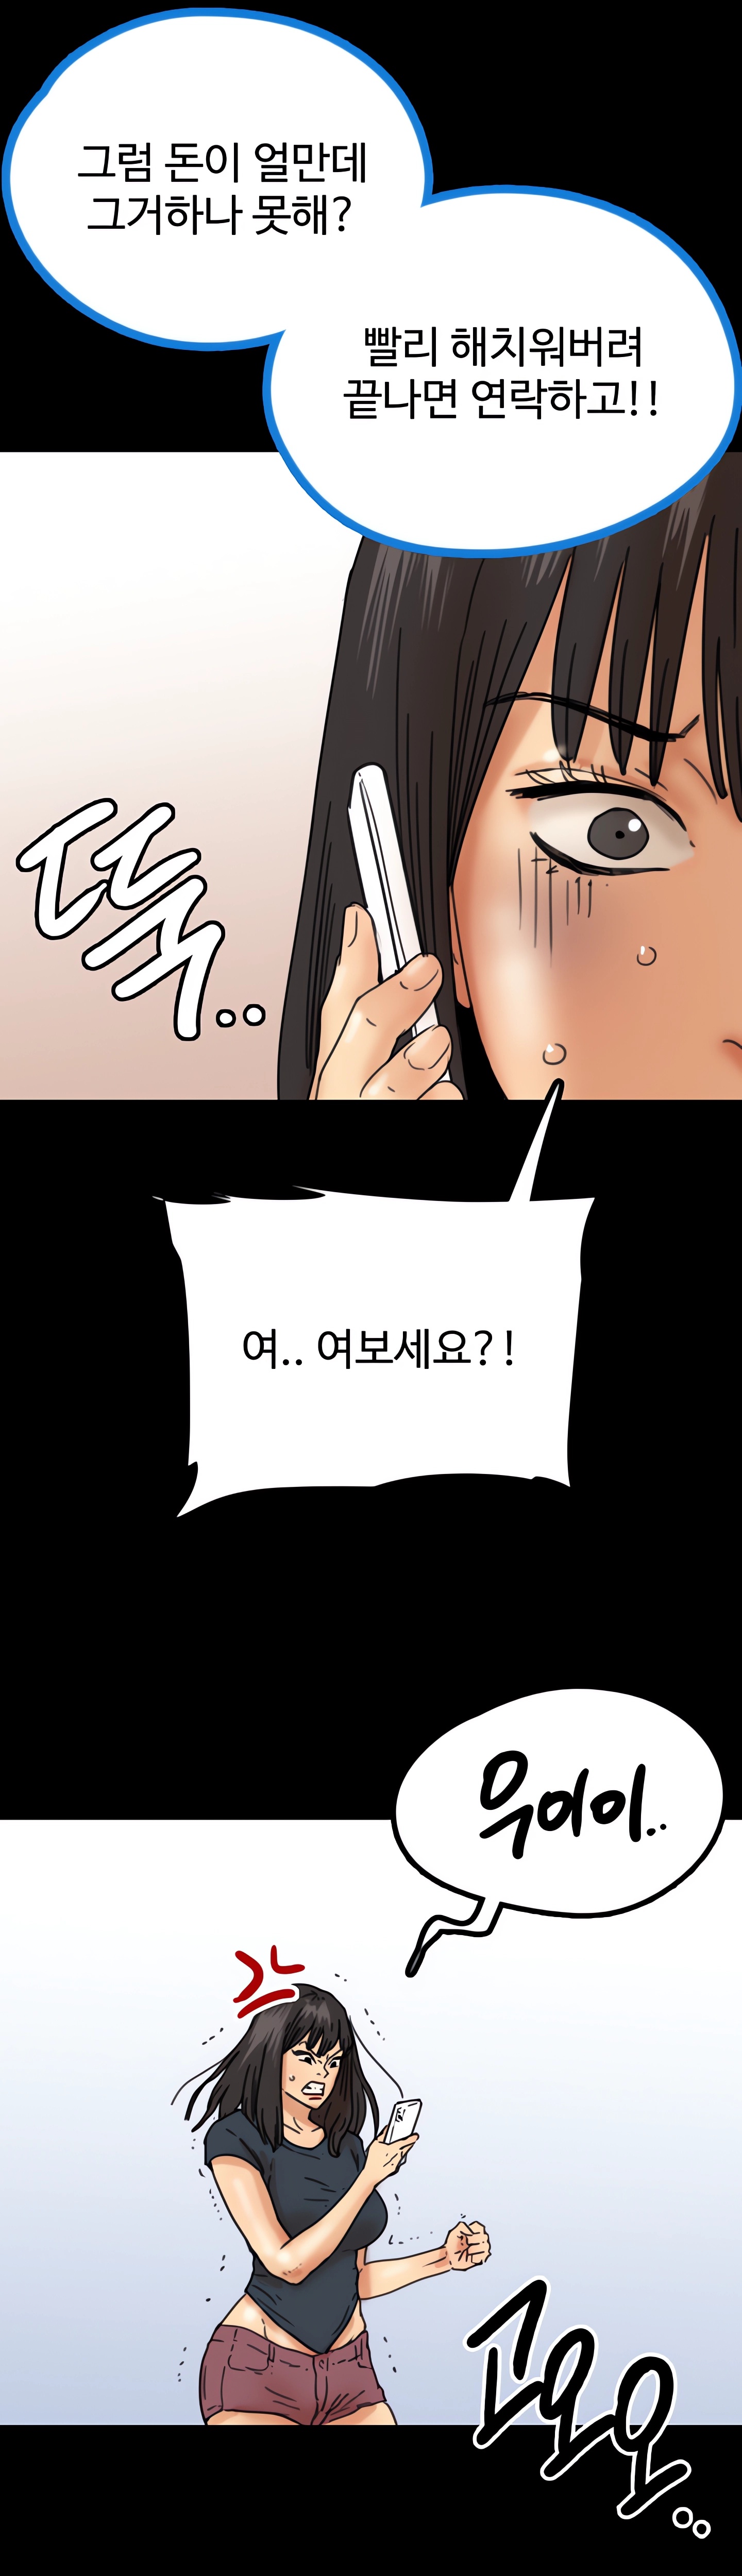 그럼 돈이 얼만데
그거하나 못해?
빨리 해치워버려
끝나면 연락하고!!
뚝..
여.. 여보세요?!
우이이..
고오오..